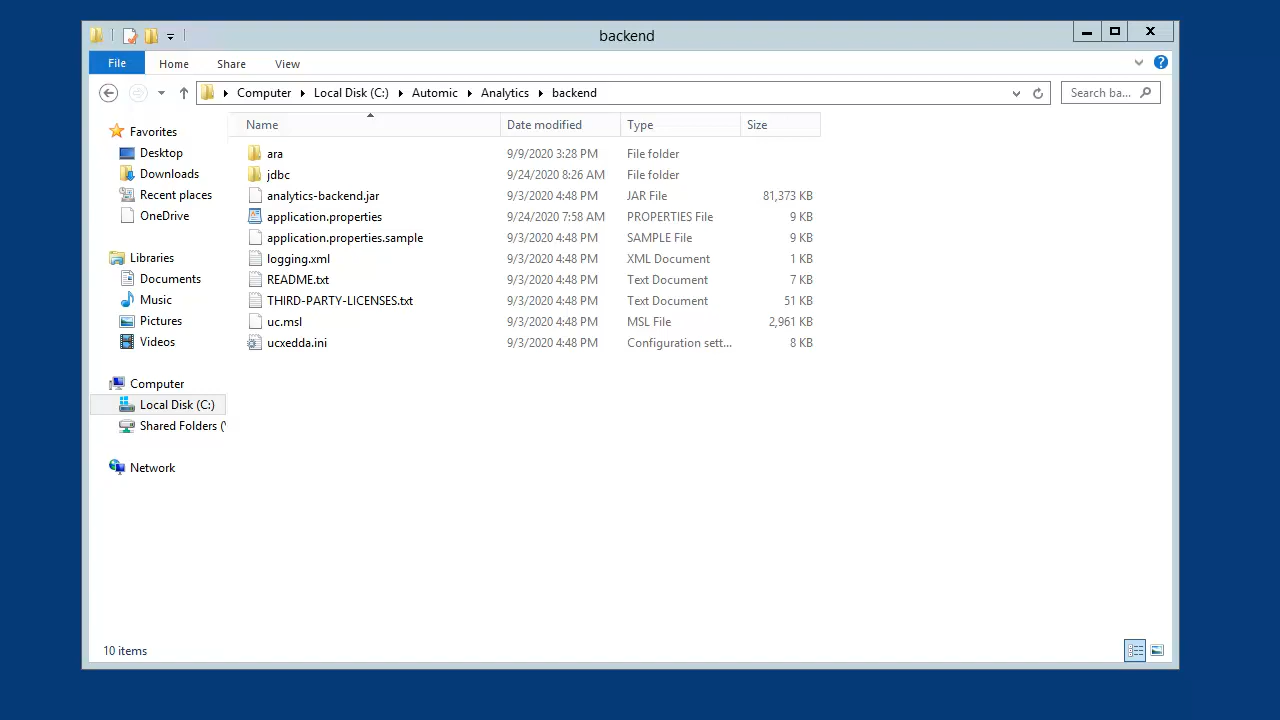 backend
File Home Share View
Computer Local Disk (C:) Automic Analytics backend Search ba...
Name Date modified Type Size
Favorites
Desktop
Downloads
Recent places
OneDrive
Libraries
Documents
Music
Pictures
Videos
Computer
Local Disk (C:)
Shared Folders (
Network
ara 9/9/2020 3:28 PM File folder
jdbc 9/24/2020 8:26 AM File folder
analytics-backend.jar 9/3/2020 4:48 PM JAR File 81,373 KB
application.properties 9/24/2020 7:58 AM PROPERTIES File 9 KB
application.properties.sample 9/3/2020 4:48 PM SAMPLE File 9 KB
logging.xml 9/3/2020 4:48 PM XML Document 1 KB
README.txt 9/3/2020 4:48 PM Text Document 7 KB
THIRD-PARTY-LICENSES.txt 9/3/2020 4:48 PM Text Document 51 KB
uc.msl 9/3/2020 4:48 PM MSL File 2,961 KB
ucxedda.ini 9/3/2020 4:48 PM Configuration sett... 8 KB
10 items